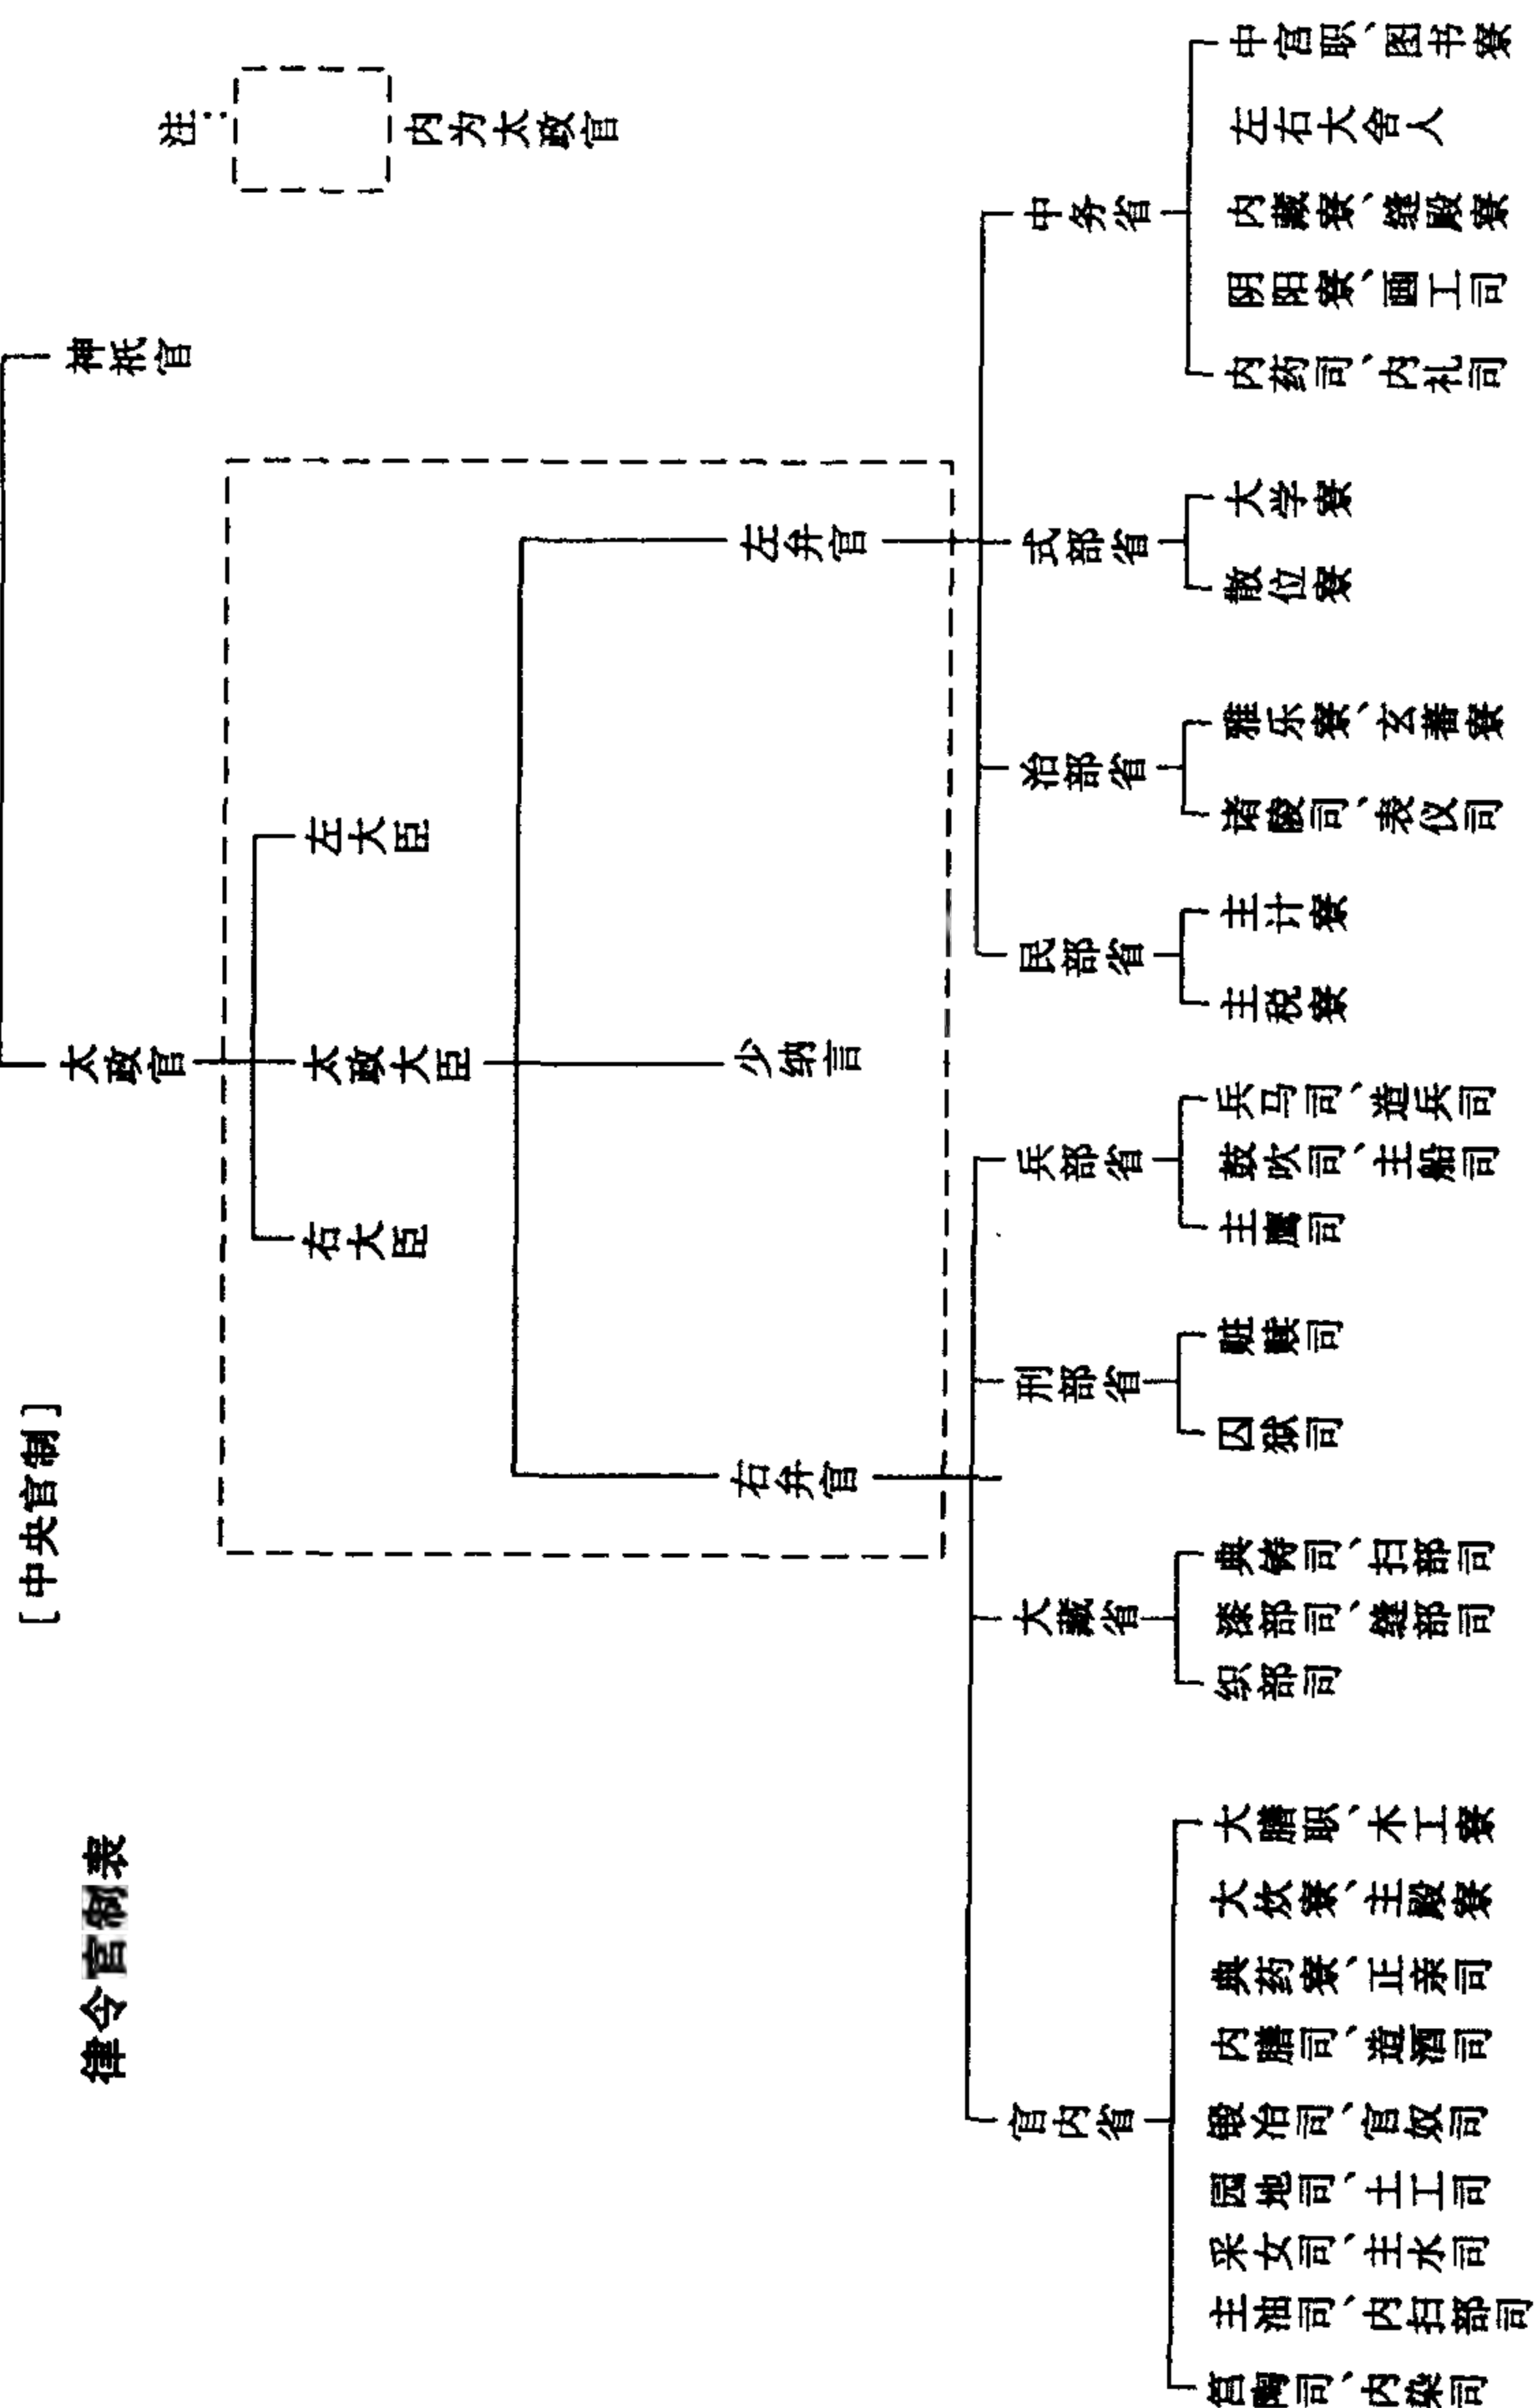 律令官制表
[中央官制]
神祇官
太政官
注：
内为太政官
左大臣
太政大臣
右大臣
左弁官
少纳言
右弁官
中务省
中宫职、图书寮
左右大舍人
内藏寮、缝殿寮
阴阳寮、画工司
内药司、内礼司
式部省
大学寮
散位寮
治部省
雅乐寮、玄蕃寮
诸陵司、表仪司
民部省
主计寮
主税寮
兵部省
兵马司、造兵司
鼓吹司、主船司
主鹰司
刑部省
赃赎司
囚狱司
大藏省
典铸司、扫部司
漆部司、缝部司
织部司
官内省
大膳职、木工寮
大炊寮、主殿寮
典药寮、正亲司
内膳司、造酒司
锻冶司、官奴司
园地司、土工司
采女司、主水司
主油司、内扫部司
筥陶司、内染司